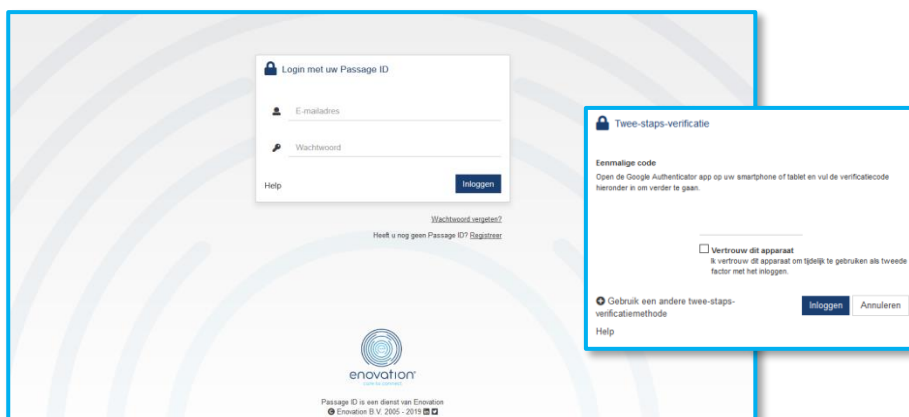 Login met uw Passage ID
E-mailadres
Wachtwoord
Help
Inloggen
Wachtwoord vergeten?
Heeft u nog geen Passage ID? Registreer
enovation
Passage ID is een dienst van Enovation
Enovation B.V. 2005 - 2019
Twee-staps-verificatie
Eenmalige code
Open de Google Authenticator app op uw smartphone of tablet en vul de verificatiecode
hieronder in om verder te gaan.
Vertrouw dit apparaat
Ik vertrouw dit apparaat om tijdelijk te gebruiken als tweede
factor met het inloggen.
Gebruik een andere twee-staps-
verificatiemethode
Inloggen
Annuleren
Help